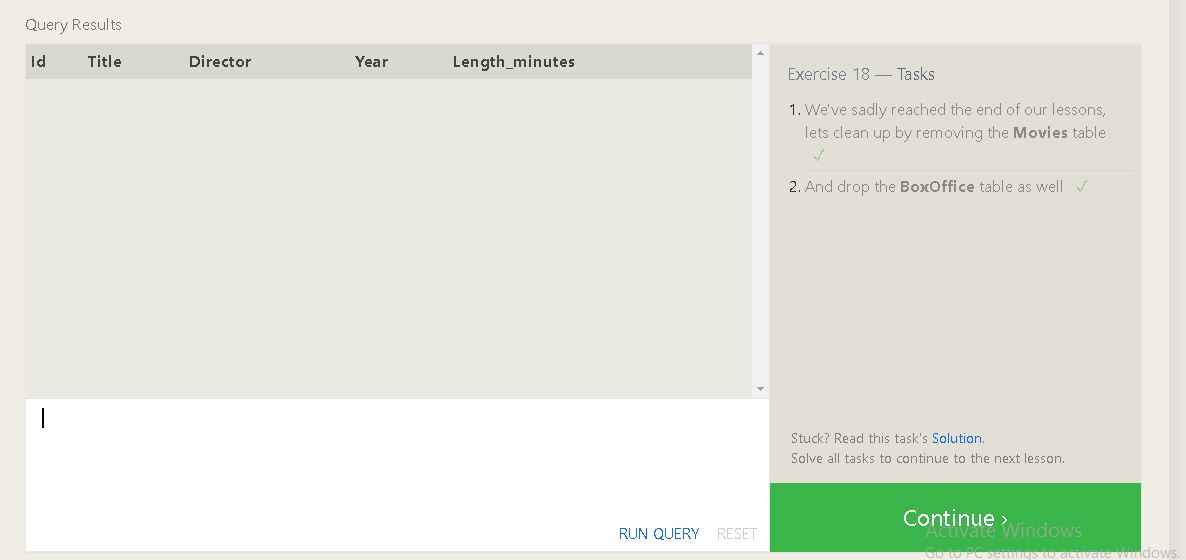 Query Results
Id Title Director Year Length_minutes
Exercise 18 — Tasks
1. We've sadly reached the end of our lessons,
lets clean up by removing the Movies table
✓
2. And drop the BoxOffice table as well ✓
Stuck? Read this task's Solution.
Solve all tasks to continue to the next lesson.
RUN QUERY RESET
Continue ›
Activate Windows
Go to PC settings to activate Windows.